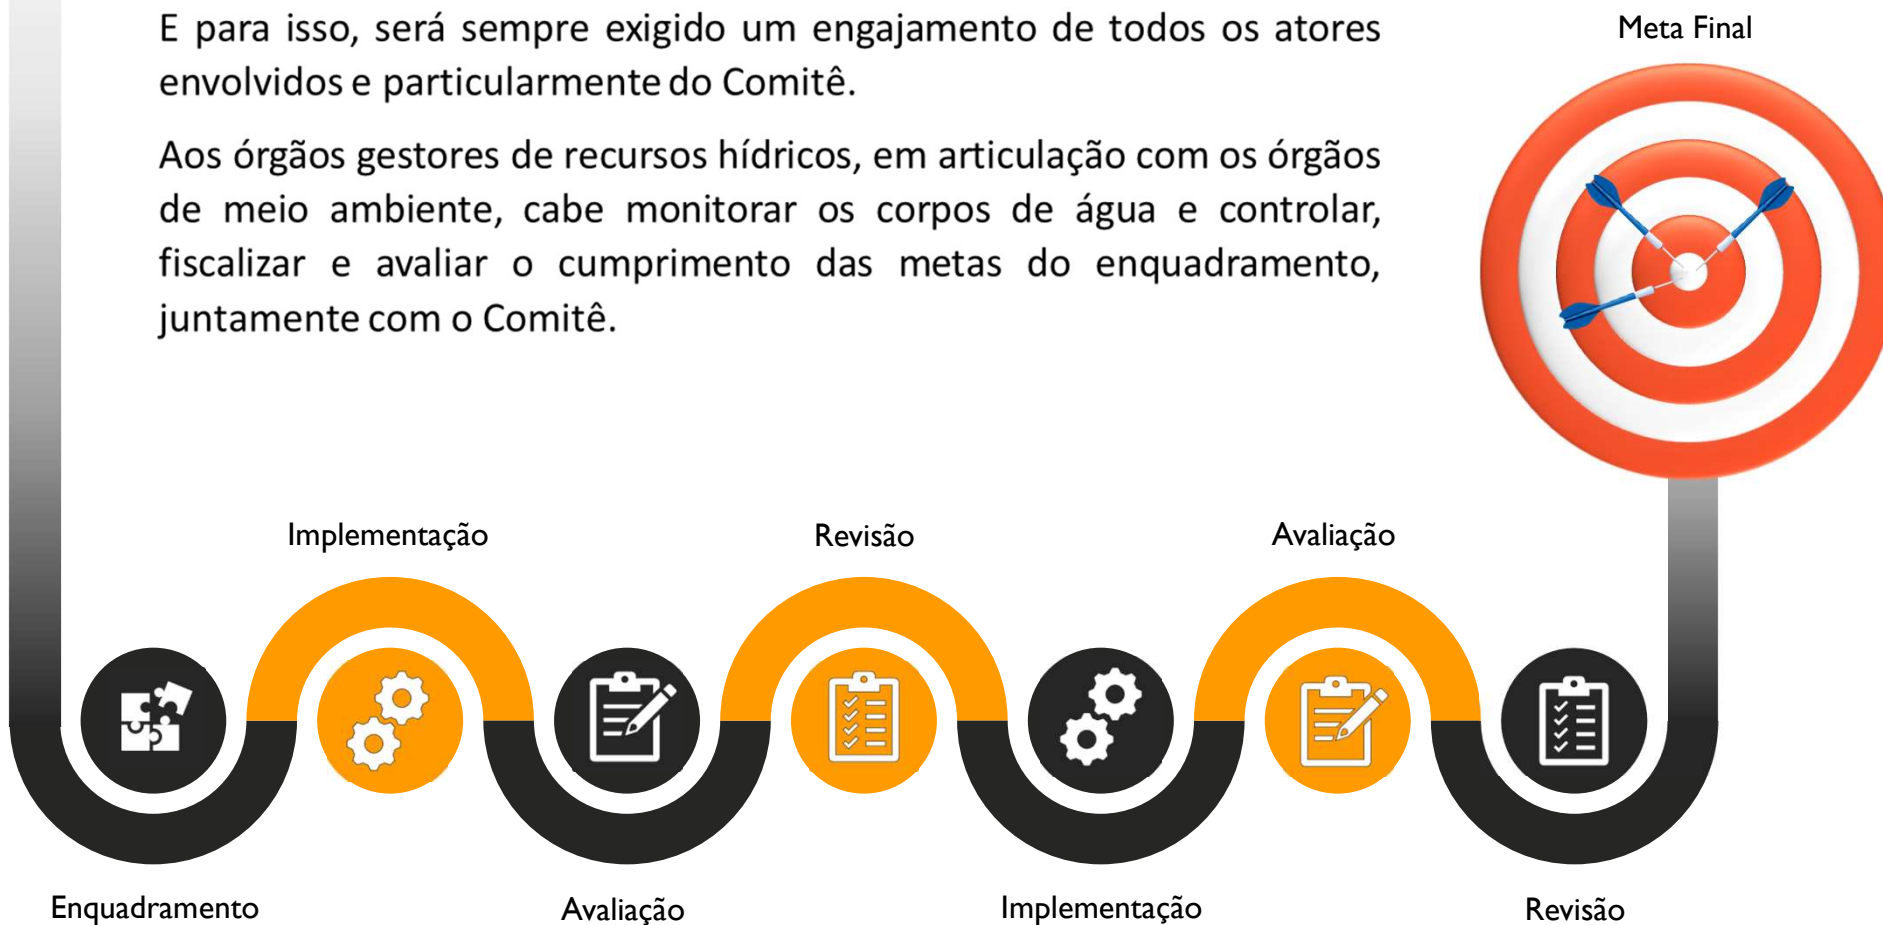 E para isso, será sempre exigido um engajamento de todos os atores
envolvidos e particularmente do Comitê.
Aos órgãos gestores de recursos hídricos, em articulação com os órgãos
de meio ambiente, cabe monitorar os corpos de água e controlar,
fiscalizar e avaliar o cumprimento das metas do enquadramento,
juntamente com o Comitê.
Meta Final
Implementação
Revisão
Avaliação
Enquadramento
Avaliação
Implementação
Revisão